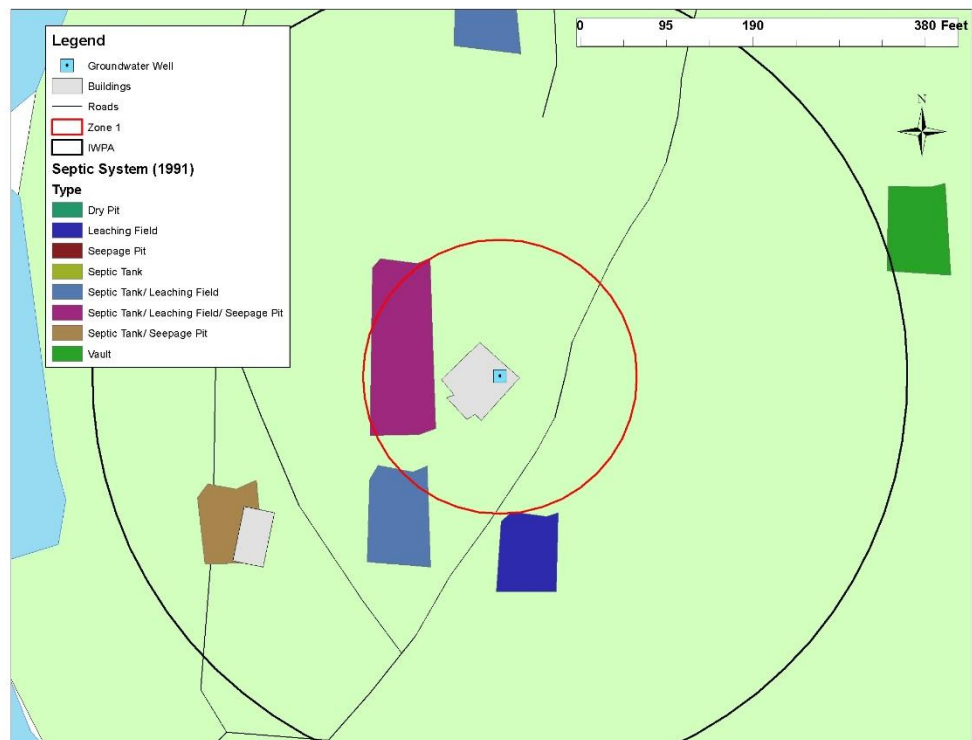 0 95 190 380 Feet
Legend
Groundwater Well
Buildings
Roads
Zone 1
IWPA
Septic System (1991)
Type
Dry Pit
Leaching Field
Seepage Pit
Septic Tank
Septic Tank/ Leaching Field
Septic Tank/ Leaching Field/ Seepage Pit
Septic Tank/ Seepage Pit
Vault
N